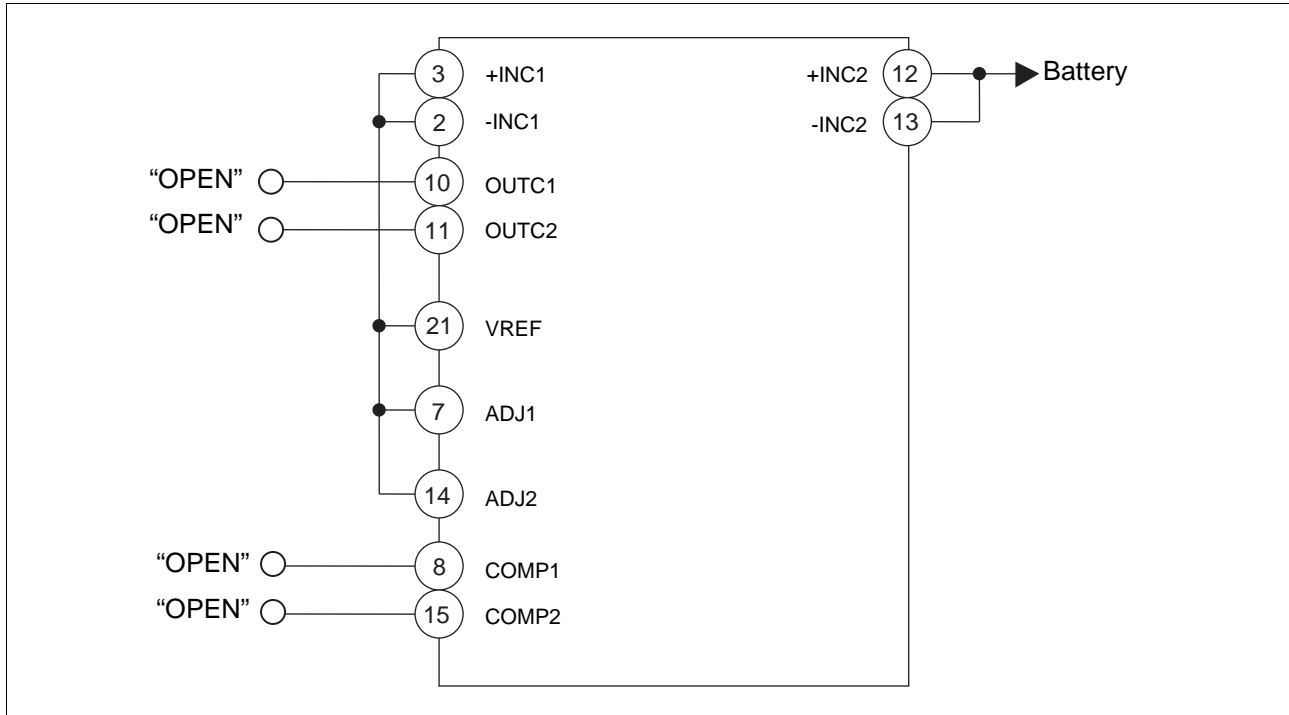 3 +INC1
2 -INC1
“OPEN” 10 OUTC1
“OPEN” 11 OUTC2
21 VREF
7 ADJ1
14 ADJ2
“OPEN” 8 COMP1
“OPEN” 15 COMP2
+INC2 12 Battery
-INC2 13